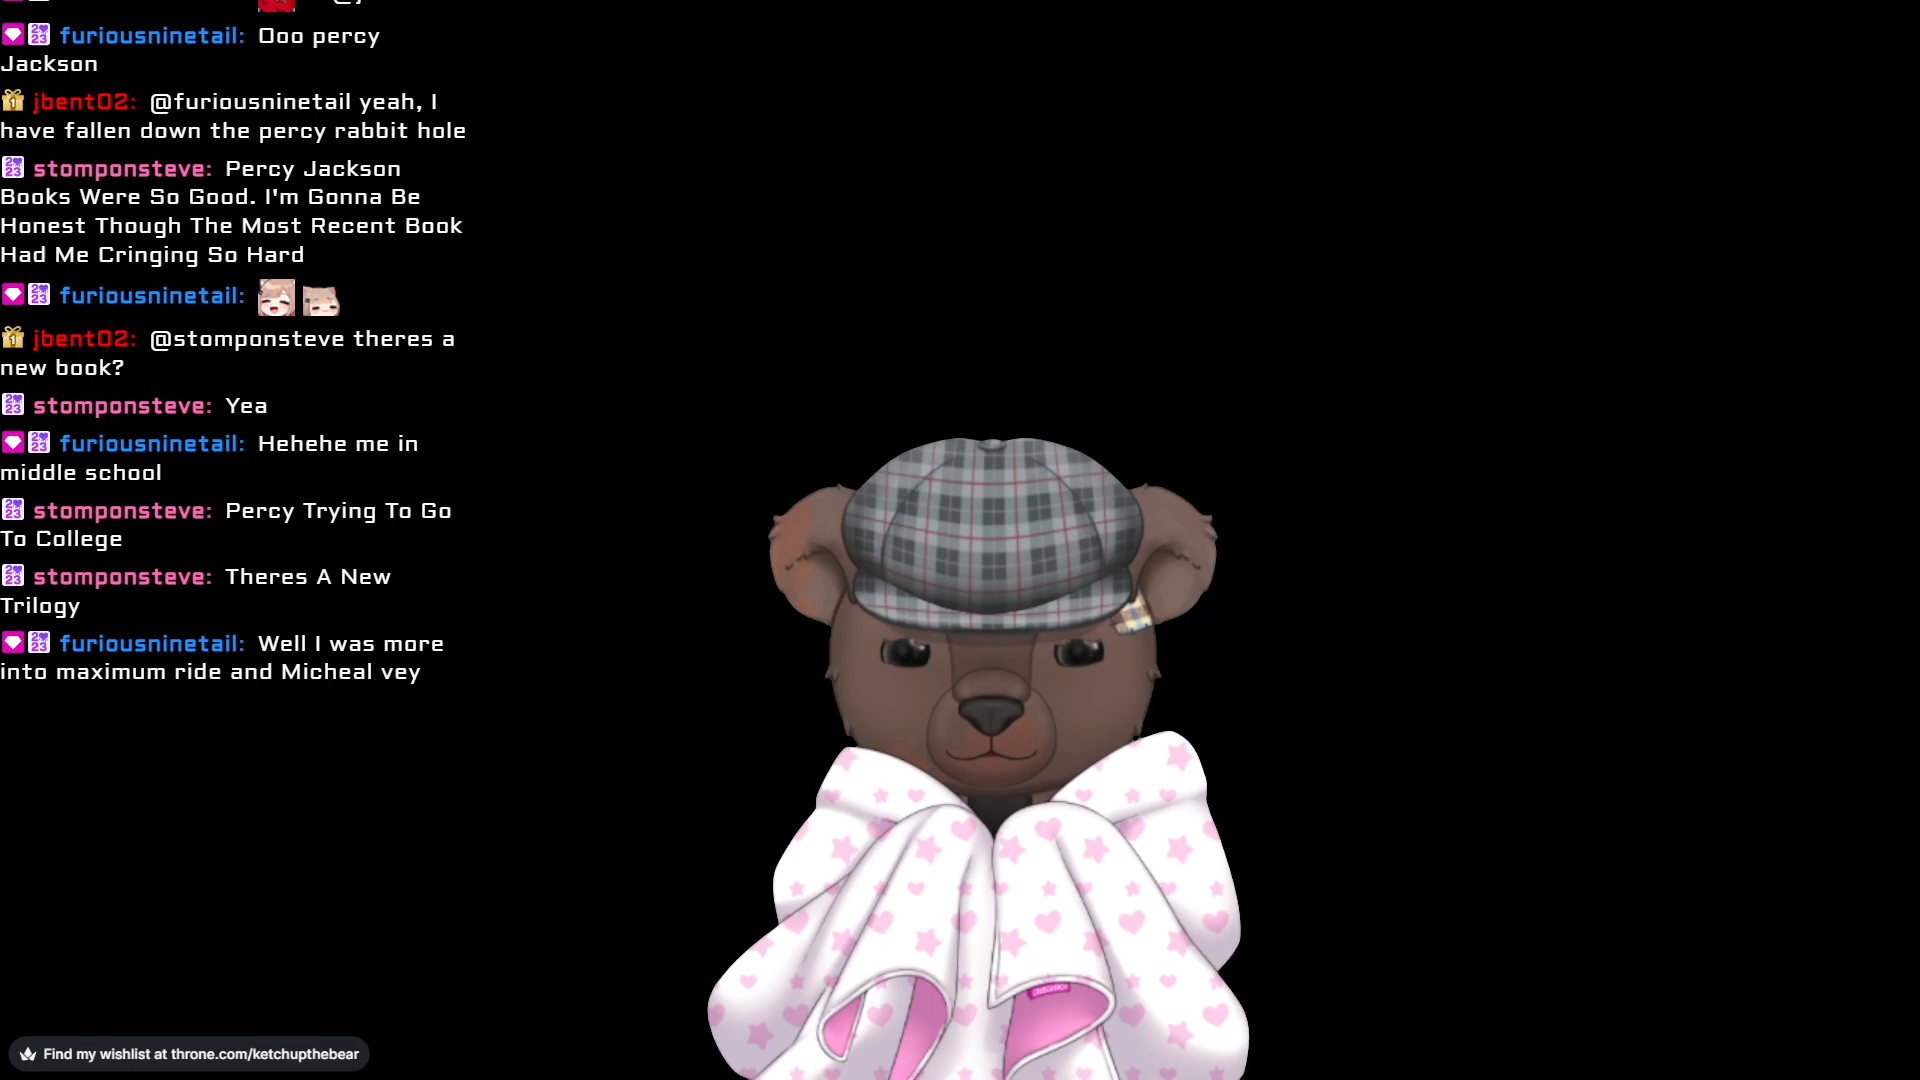 furiousninetail: Ooo percy
Jackson
jbent02: @furiousninetail yeah, I
have fallen down the percy rabbit hole
stomponsteve: Percy Jackson
Books Were So Good. I'm Gonna Be
Honest Though The Most Recent Book
Had Me Cringing So Hard
furiousninetail:
jbent02: @stomponsteve theres a
new book?
stomponsteve: Yea
furiousninetail: Hehehe me in
middle school
stomponsteve: Percy Trying To Go
To College
stomponsteve: Theres A New
Trilogy
furiousninetail: Well I was more
into maximum ride and Micheal vey
Find my wishlist at throne.com/ketchupthebear